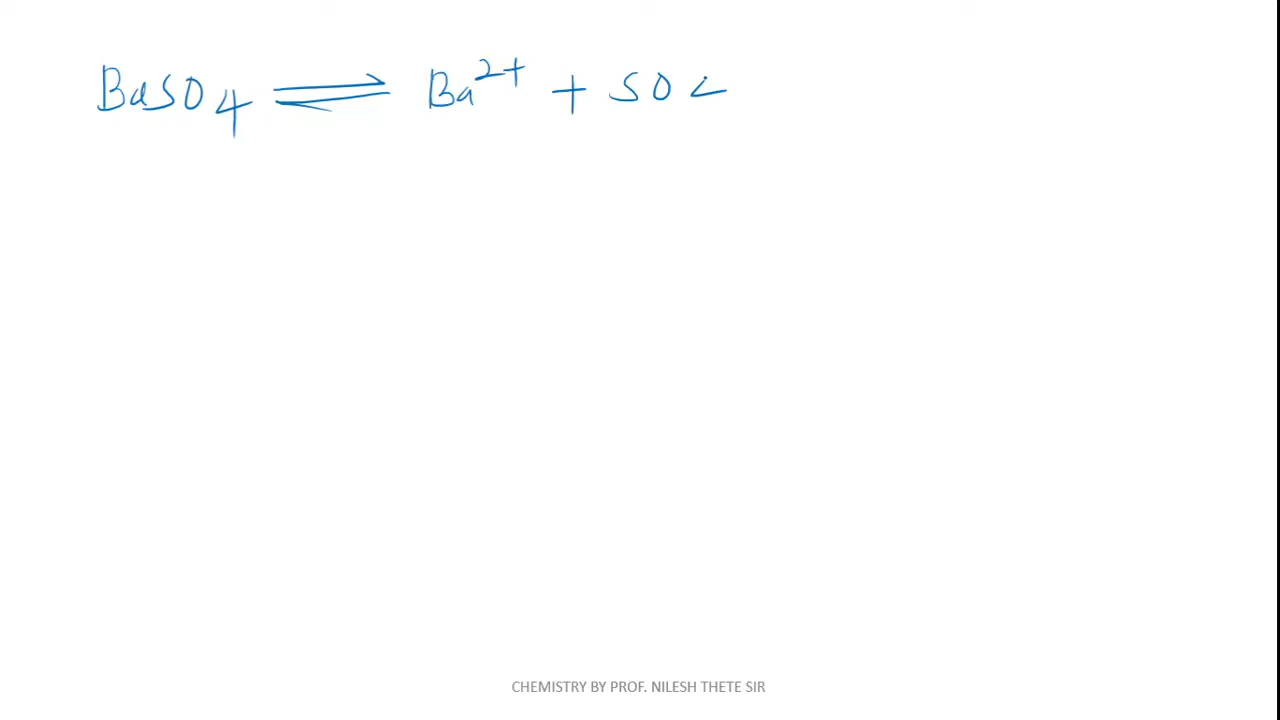 BaSO4 ⇌ Ba²⁺ + SO
CHEMISTRY BY PROF. NILESH THETE SIR